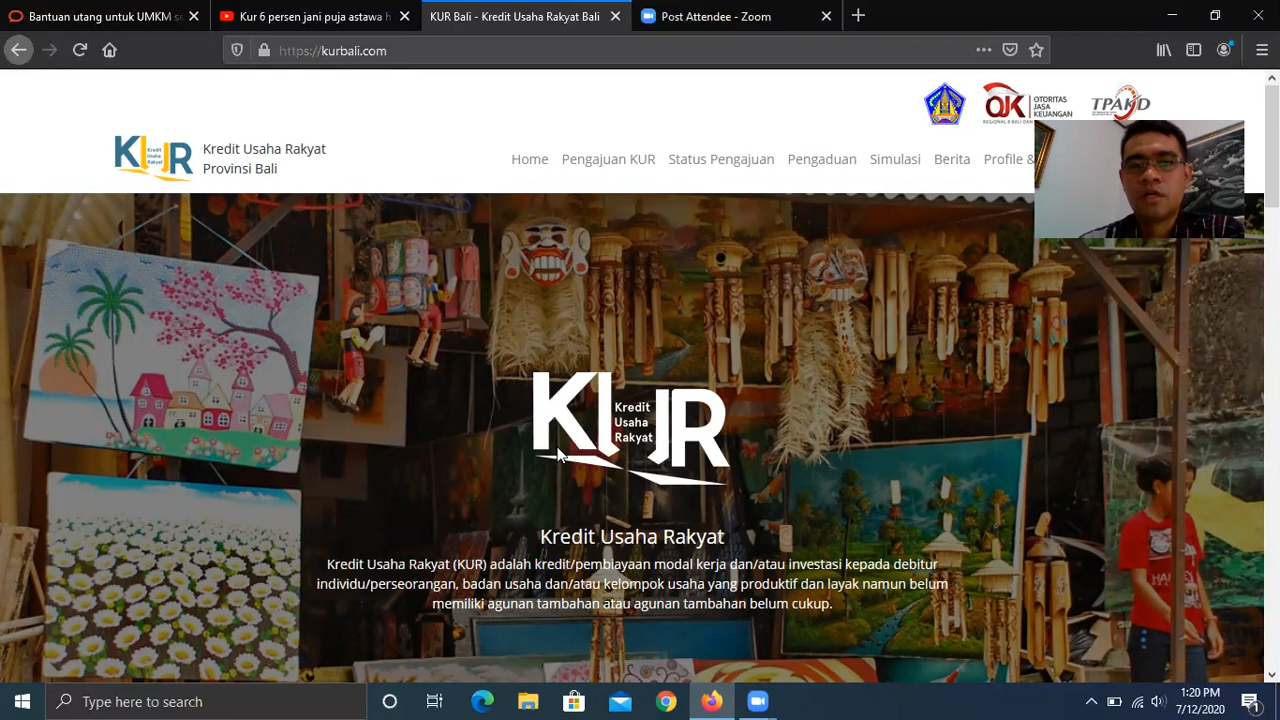 Bantuan utang untuk UMKM se
Kur 6 persen jani puja astawa h
KUR Bali - Kredit Usaha Rakyat Bali
Post Attendee - Zoom
https://kurbali.com
OJK OTORITAS
JASA
KEUANGAN
TPAKD
KUR
Kredit
Usaha
Rakyat
Kredit Usaha Rakyat
Provinsi Bali
Home
Pengajuan KUR
Status Pengajuan
Pengaduan
Simulasi
Berita
Profile &
KUR
Kredit
Usaha
Rakyat
Kredit Usaha Rakyat
Kredit Usaha Rakyat (KUR) adalah kredit/pembiayaan modal kerja dan/atau investasi kepada debitur
individu/perseorangan, badan usaha dan/atau kelompok usaha yang produktif dan layak namun belum
memiliki agunan tambahan atau agunan tambahan belum cukup.
Type here to search
1:20 PM
7/12/2020
1